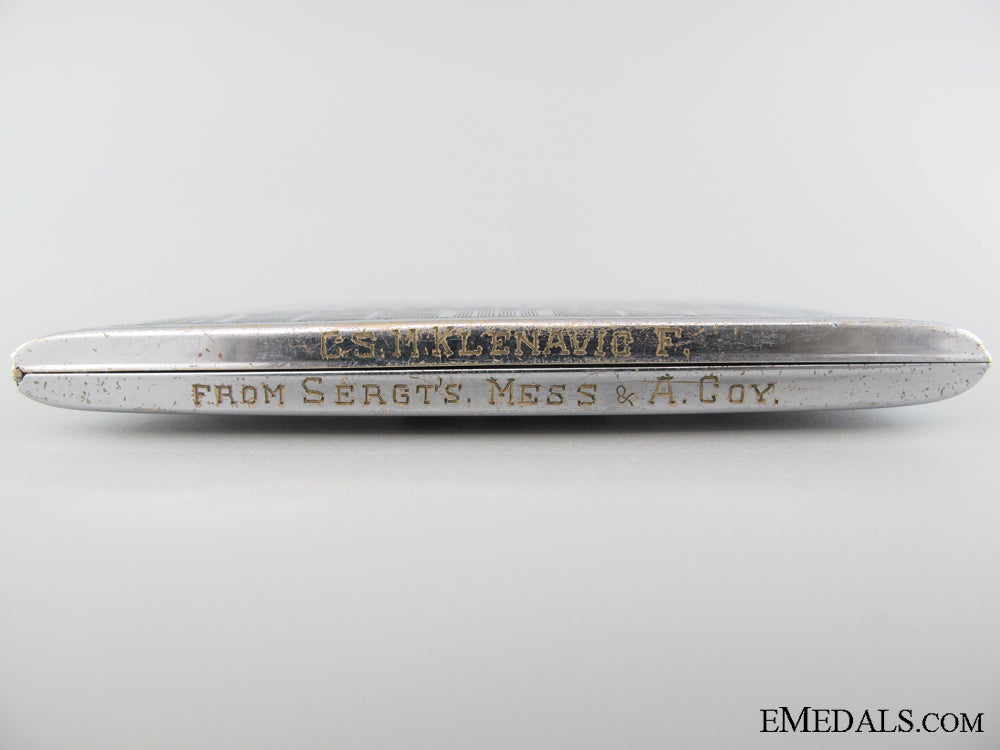 C.S.M. KLENAVIC F.
FROM SERGT'S. MESS & A. COY.
EMEDALS.COM